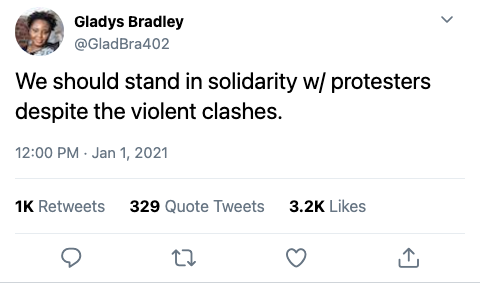 Gladys Bradley
@GladBra402
We should stand in solidarity w/ protesters
despite the violent clashes.
12:00 PM · Jan 1, 2021
1K Retweets 329 Quote Tweets 3.2K Likes